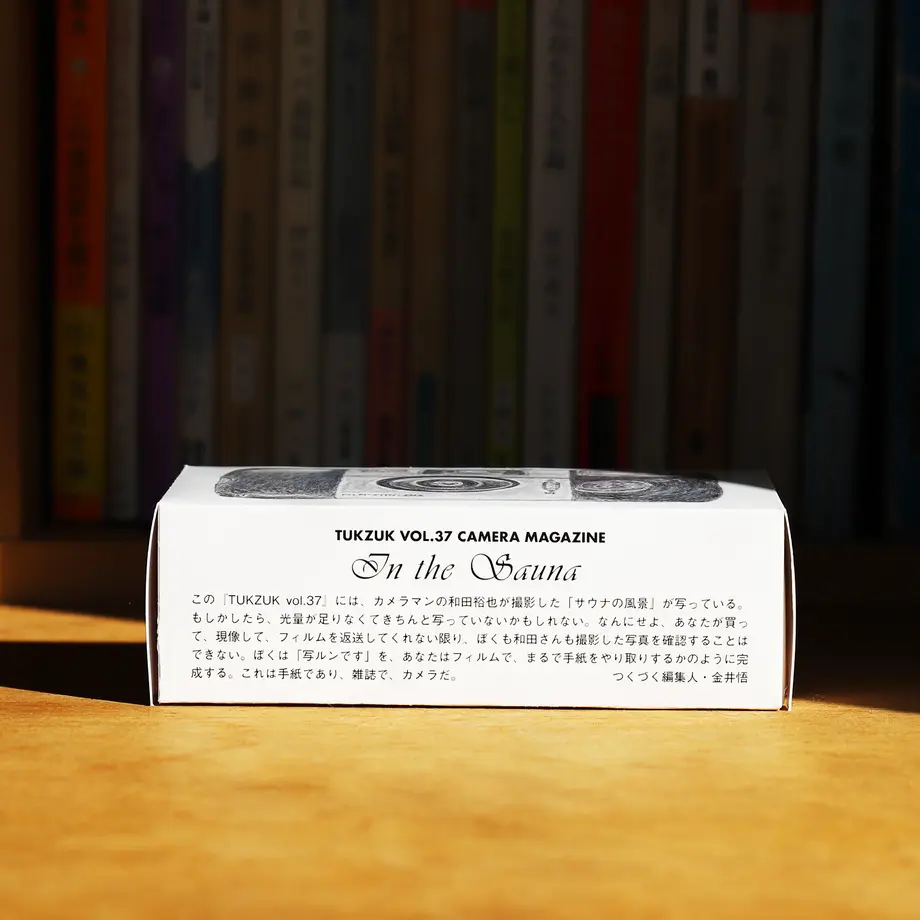 TUKZUK VOL.37 CAMERA MAGAZINE
In the Sauna
この『TUKZUK vol.37』には、カメラマンの和田裕也が撮影した「サウナの風景」が写っている。
もしかしたら、光量が足りなくてきちんと写っていないかもしれない。なんにせよ、あなたが買っ
て、現像して、フィルムを返送してくれない限り、ぼくも和田さんも撮影した写真を確認することは
できない。ぼくは「写ルンです」を、あなたはフィルムで、まるで手紙をやり取りするかのように完
成する。これは手紙であり、雑誌で、カメラだ。 つくづく編集人・金井悟